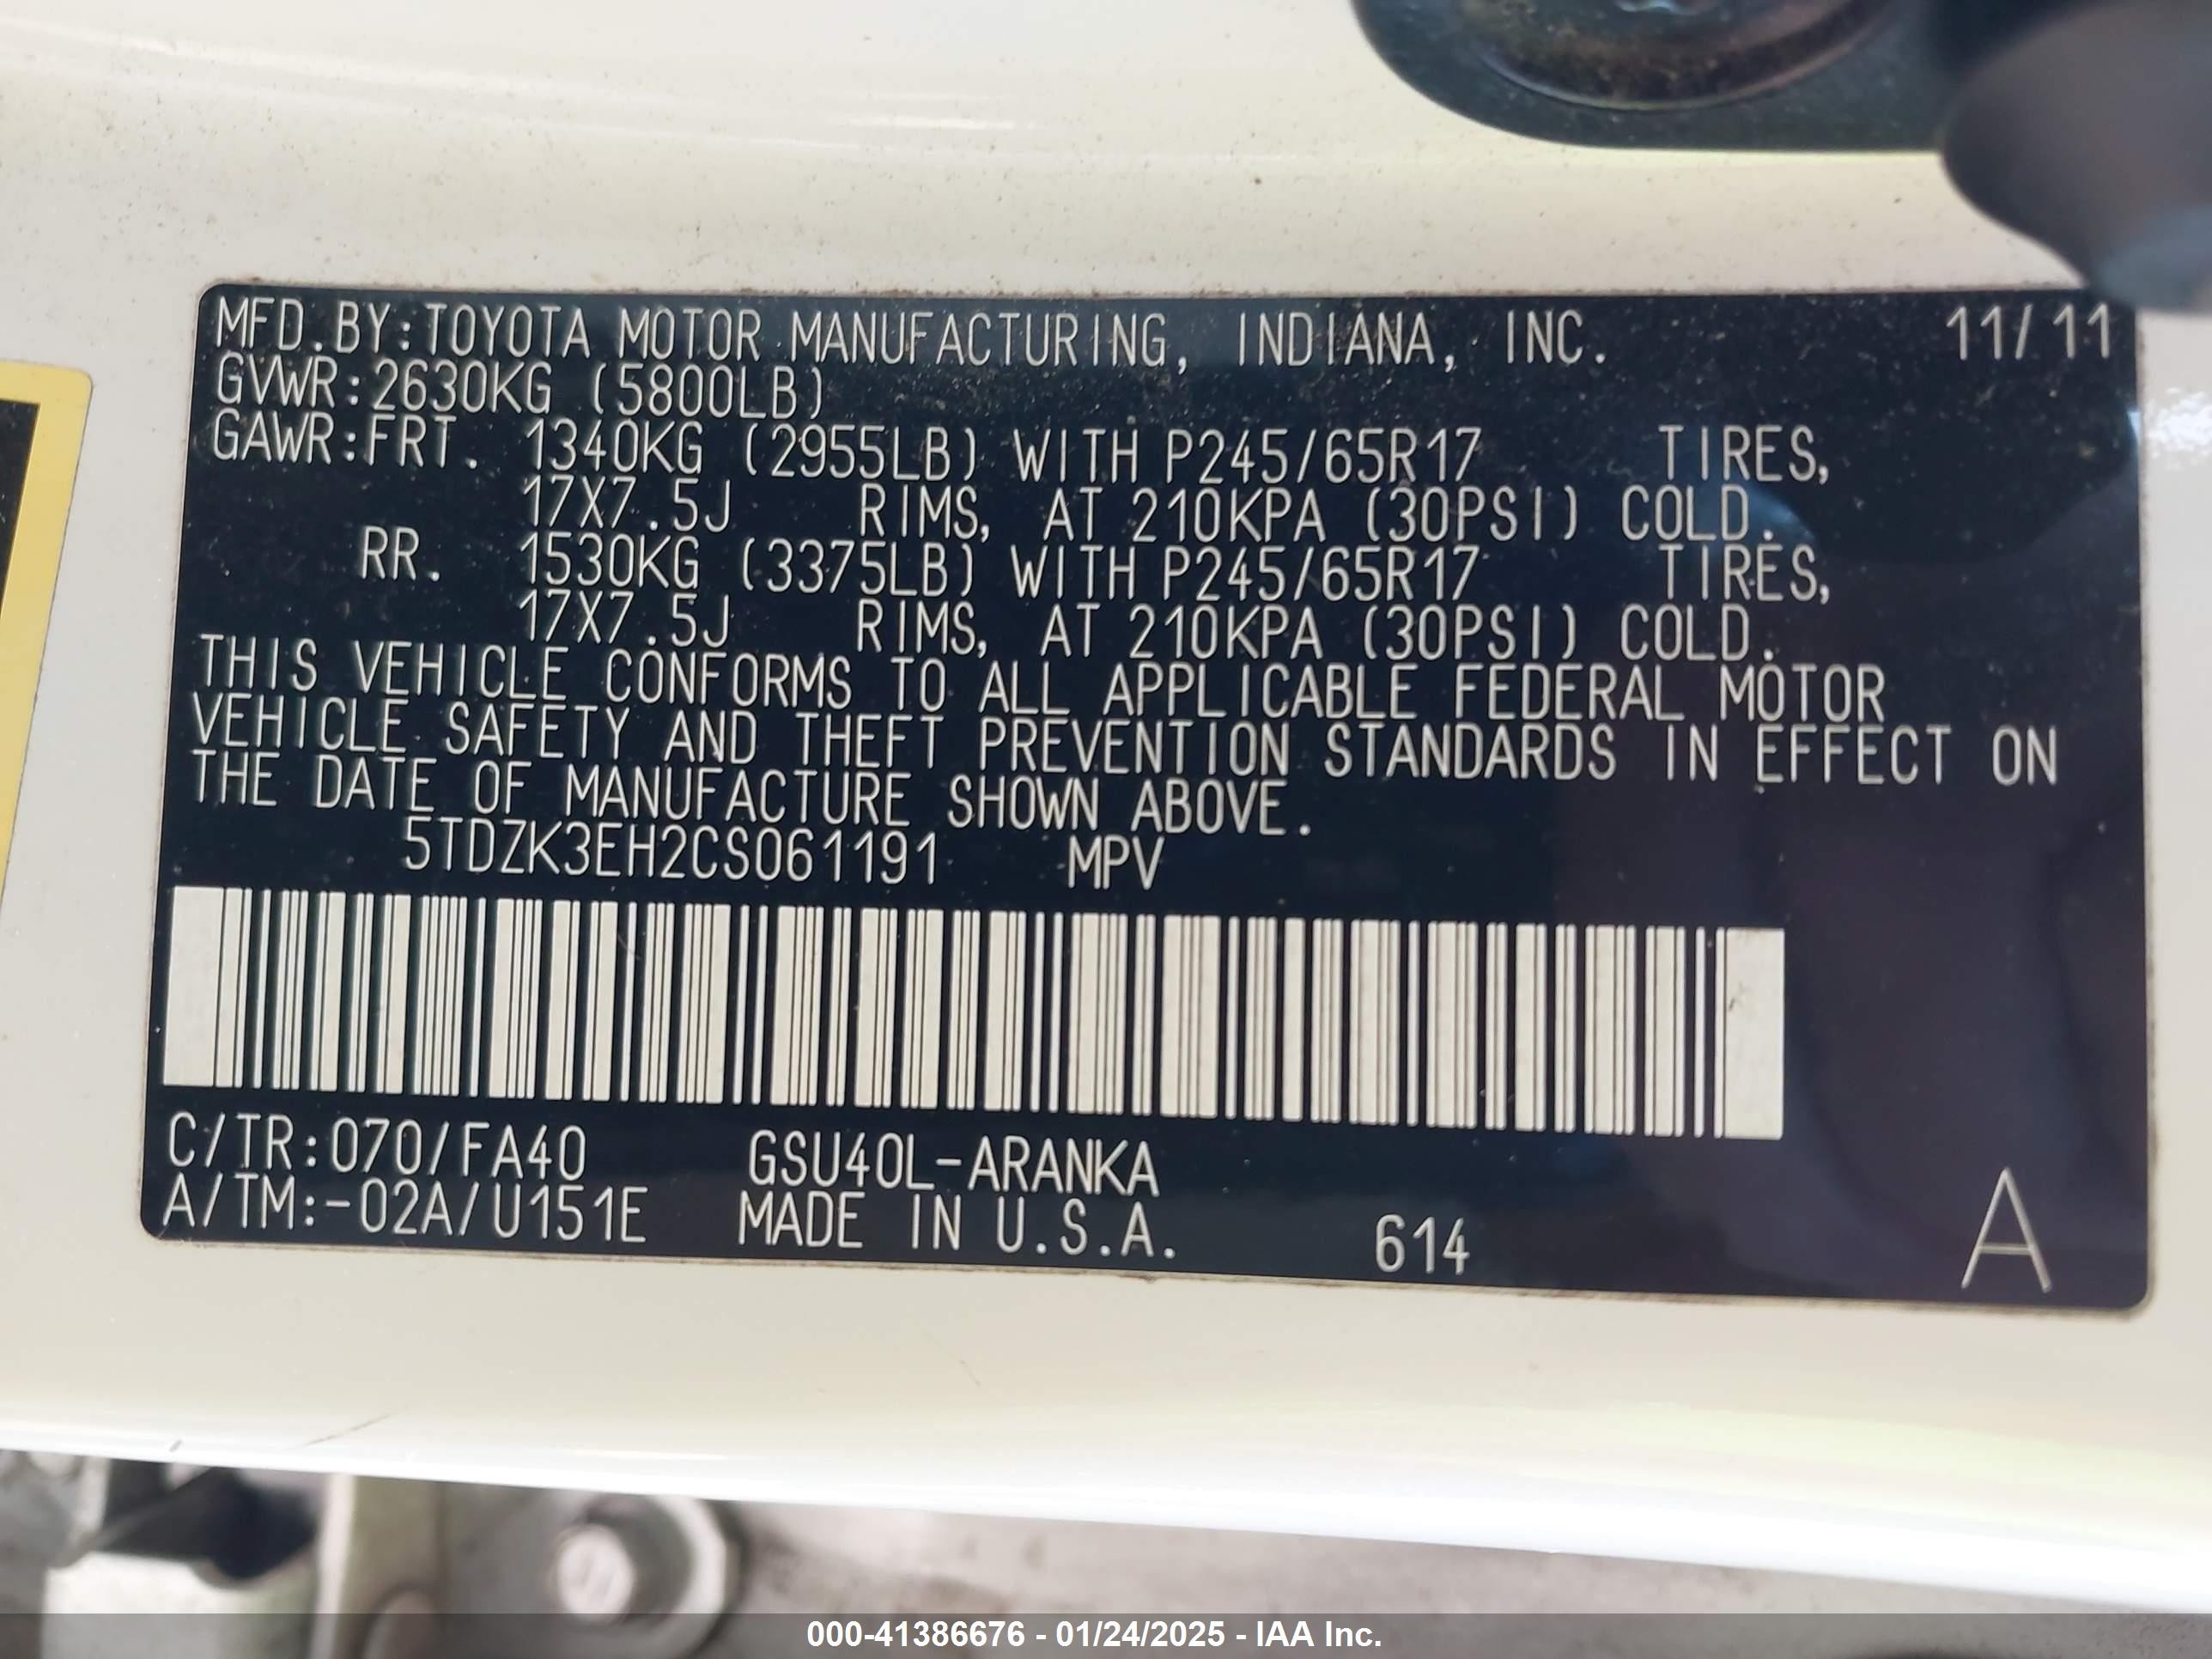 MFD.BY:TOYOTA MOTOR MANUFACTURING, INDIANA, INC. 11/11
GVWR:2630KG (5800LB)
GAWR:FRT. 1340KG (2955LB) WITH P245/65R17 TIRES,
17X7.5J RIMS, AT 210KPA (30PSI) COLD.
RR. 1530KG (3375LB) WITH P245/65R17 TIRES,
17X7.5J RIMS, AT 210KPA (30PSI) COLD.
THIS VEHICLE CONFORMS TO ALL APPLICABLE FEDERAL MOTOR
VEHICLE SAFETY AND THEFT PREVENTION STANDARDS IN EFFECT ON
THE DATE OF MANUFACTURE SHOWN ABOVE.
5TDZK3EH2CS061191 MPV
C/TR:070/FA40 GSU40L-ARANKA
A/TM:-02A/U151E MADE IN U.S.A. 614 A
000-41386676 - 01/24/2025 - IAA Inc.